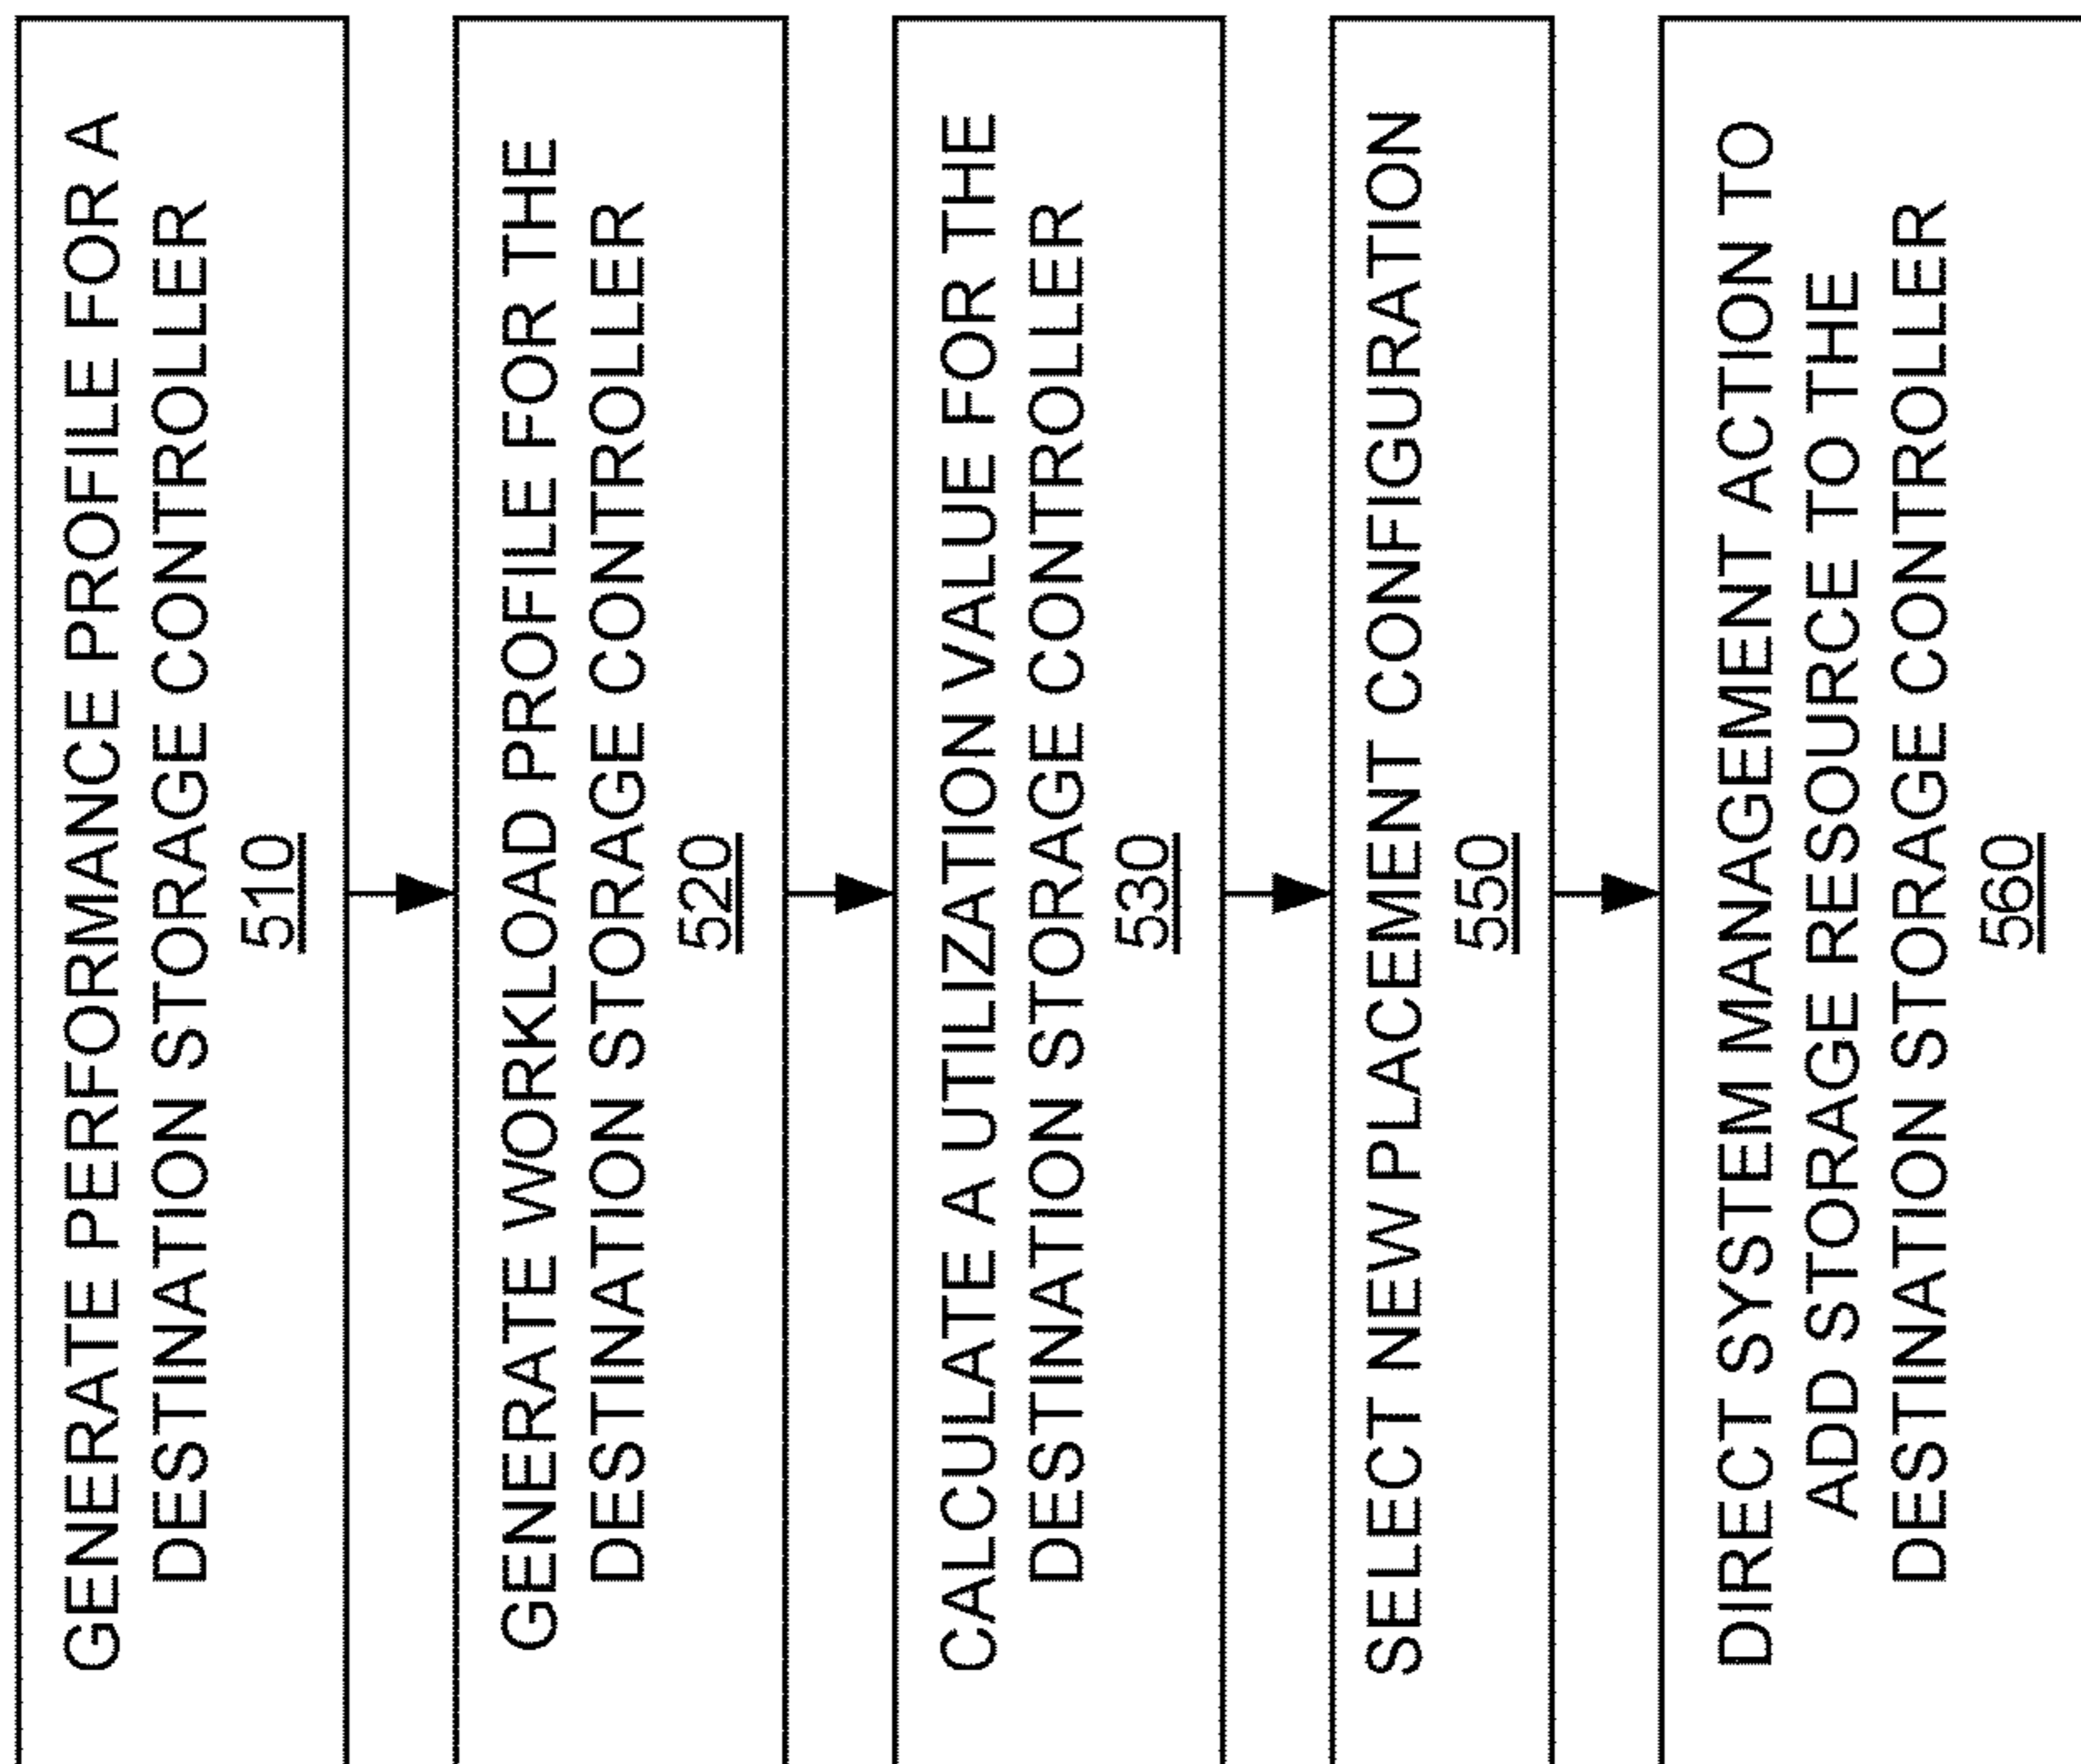 GENERATE PERFORMANCE PROFILE FOR A
DESTINATION STORAGE CONTROLLER
510
GENERATE WORKLOAD PROFILE FOR THE
DESTINATION STORAGE CONTROLLER
520
CALCULATE A UTILIZATION VALUE FOR THE
DESTINATION STORAGE CONTROLLER
530
SELECT NEW PLACEMENT CONFIGURATION
550
DIRECT SYSTEM MANAGEMENT ACTION TO
ADD STORAGE RESOURCE TO THE
DESTINATION STORAGE CONTROLLER
560